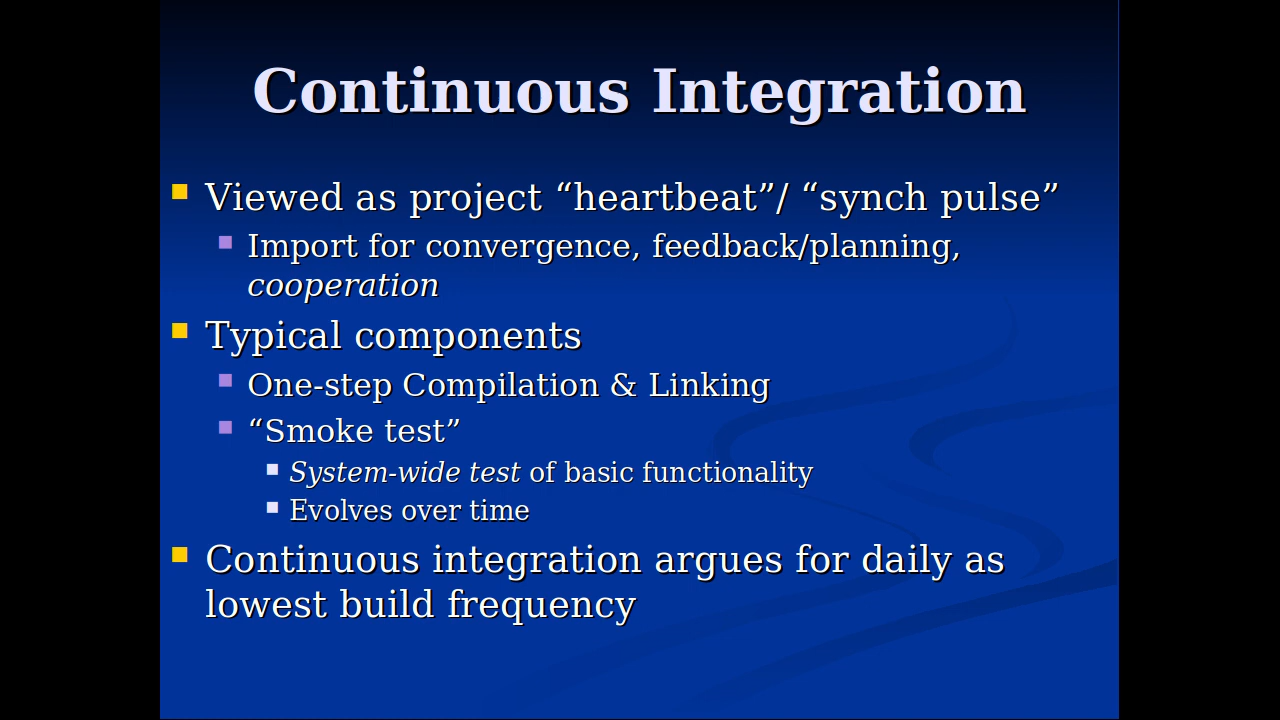 Continuous Integration
Viewed as project “heartbeat”/ “synch pulse”
Import for convergence, feedback/planning,
cooperation
Typical components
One-step Compilation & Linking
“Smoke test”
System-wide test of basic functionality
Evolves over time
Continuous integration argues for daily as
lowest build frequency